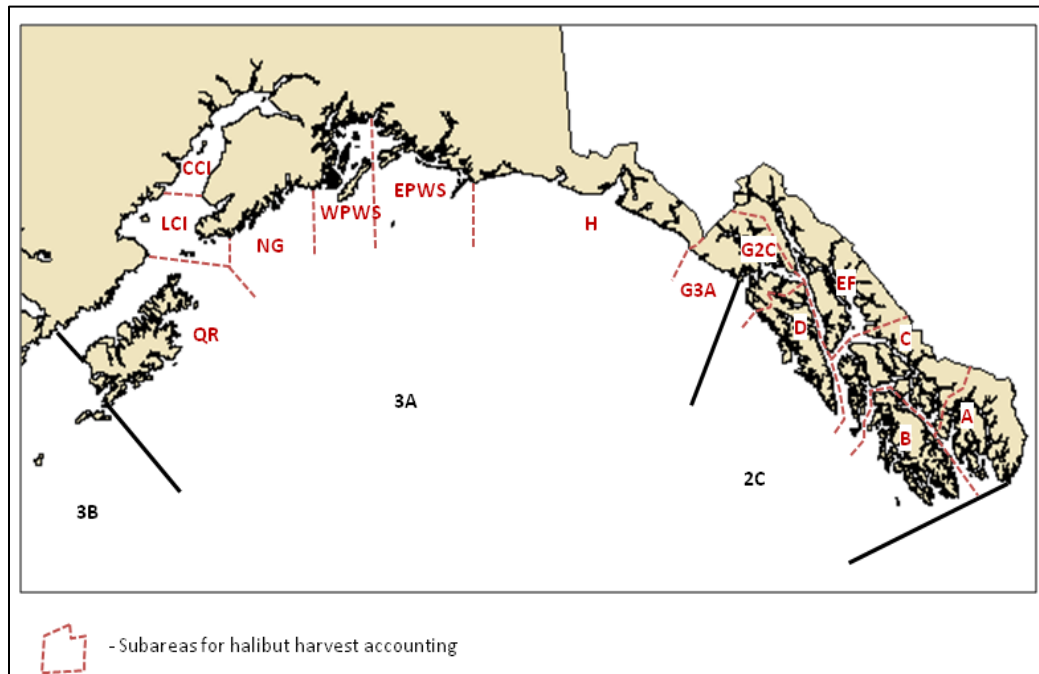 CCI
LCI
NG
WPWS
EPWS
H
G2C
G3A
EF
D
C
QR
A
B
3A
2C
3B
- Subareas for halibut harvest accounting